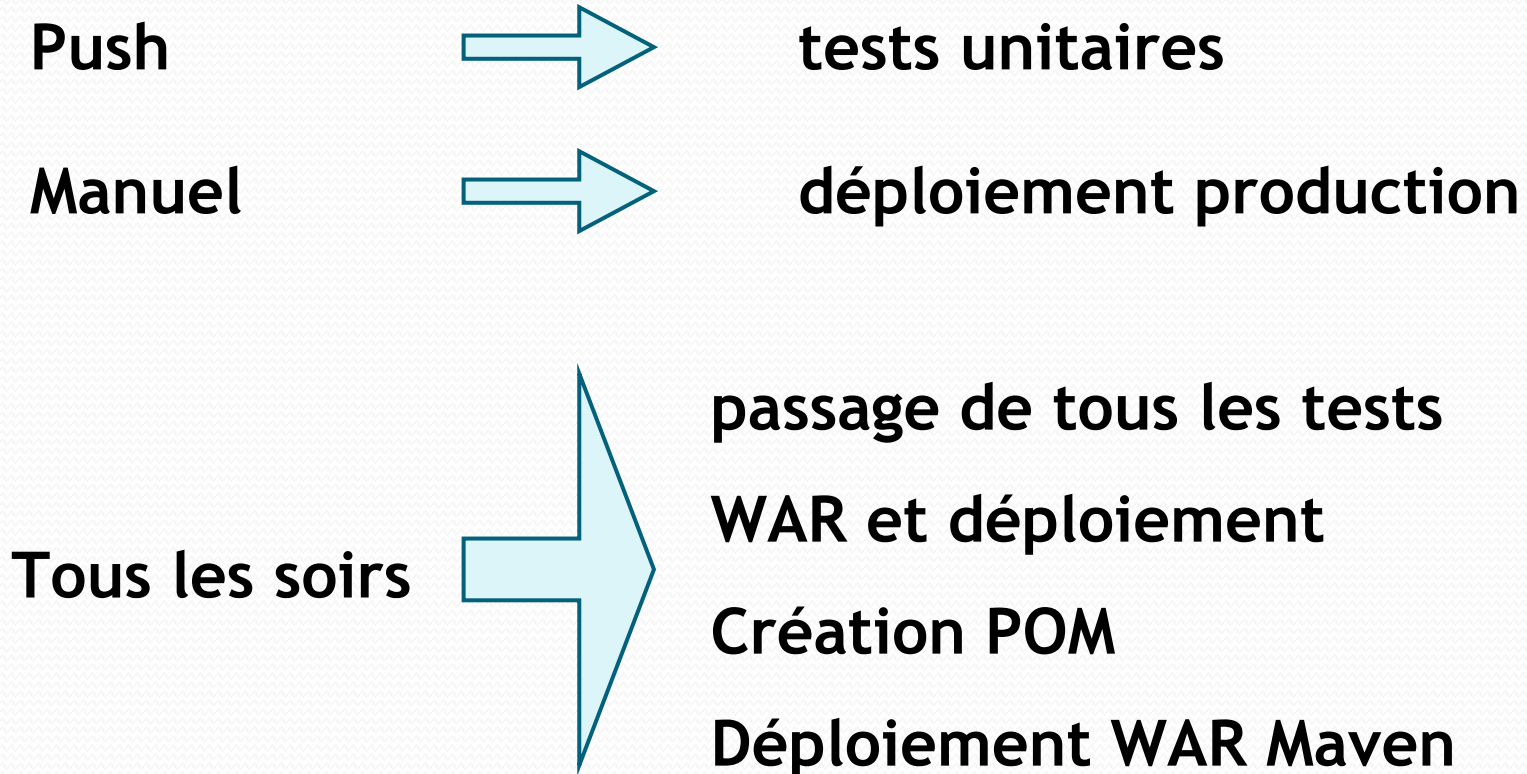 Push
tests unitaires
Manuel
déploiement production
Tous les soirs
passage de tous les tests
WAR et déploiement
Création POM
Déploiement WAR Maven